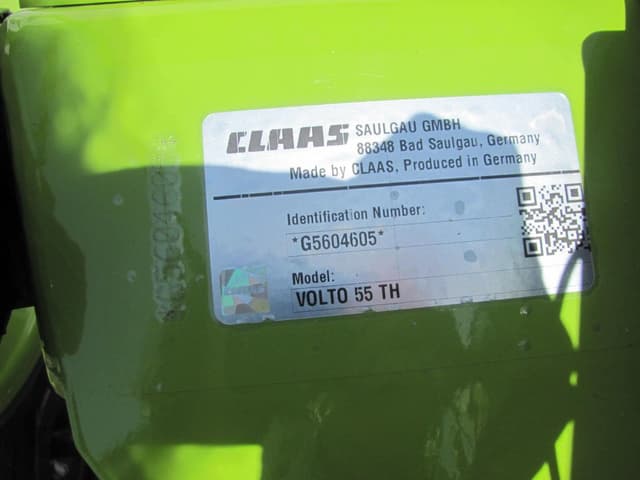 CLAAS SAULGAU GMBH
88348 Bad Saulgau, Germany
Made by CLAAS, Produced in Germany
Identification Number:
*G5604605*
Model:
VOLTO 55 TH